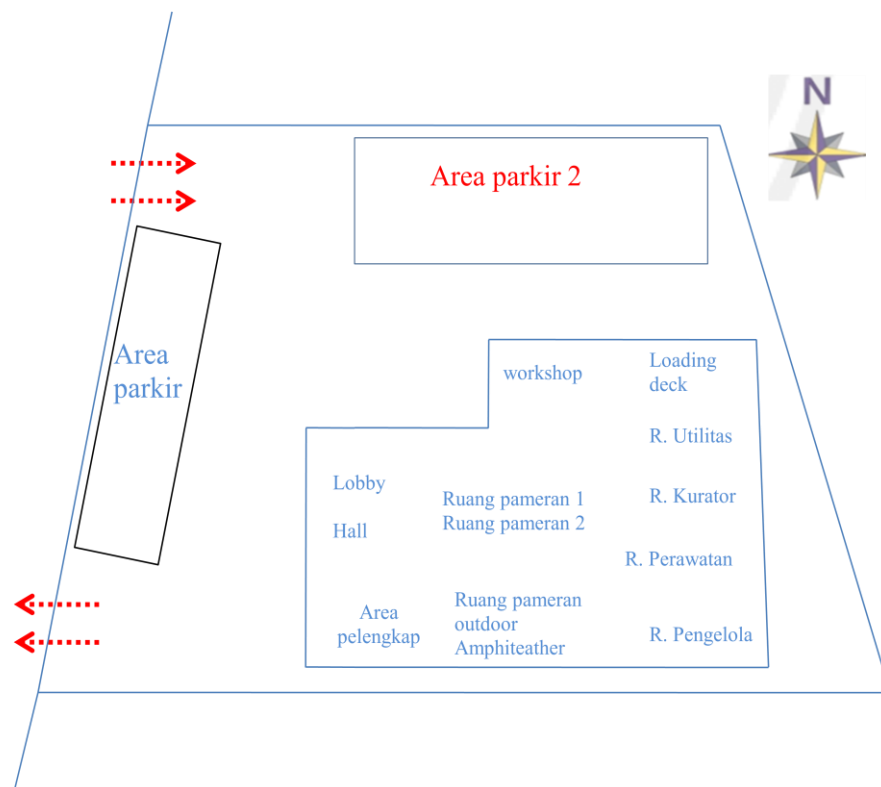 N
Area parkir 2
Area
parkir
workshop
Loading
deck
R. Utilitas
Lobby
Hall
Ruang pameran 1
Ruang pameran 2
R. Kurator
R. Perawatan
Area
pelengkap
Ruang pameran
outdoor
Amphiteather
R. Pengelola